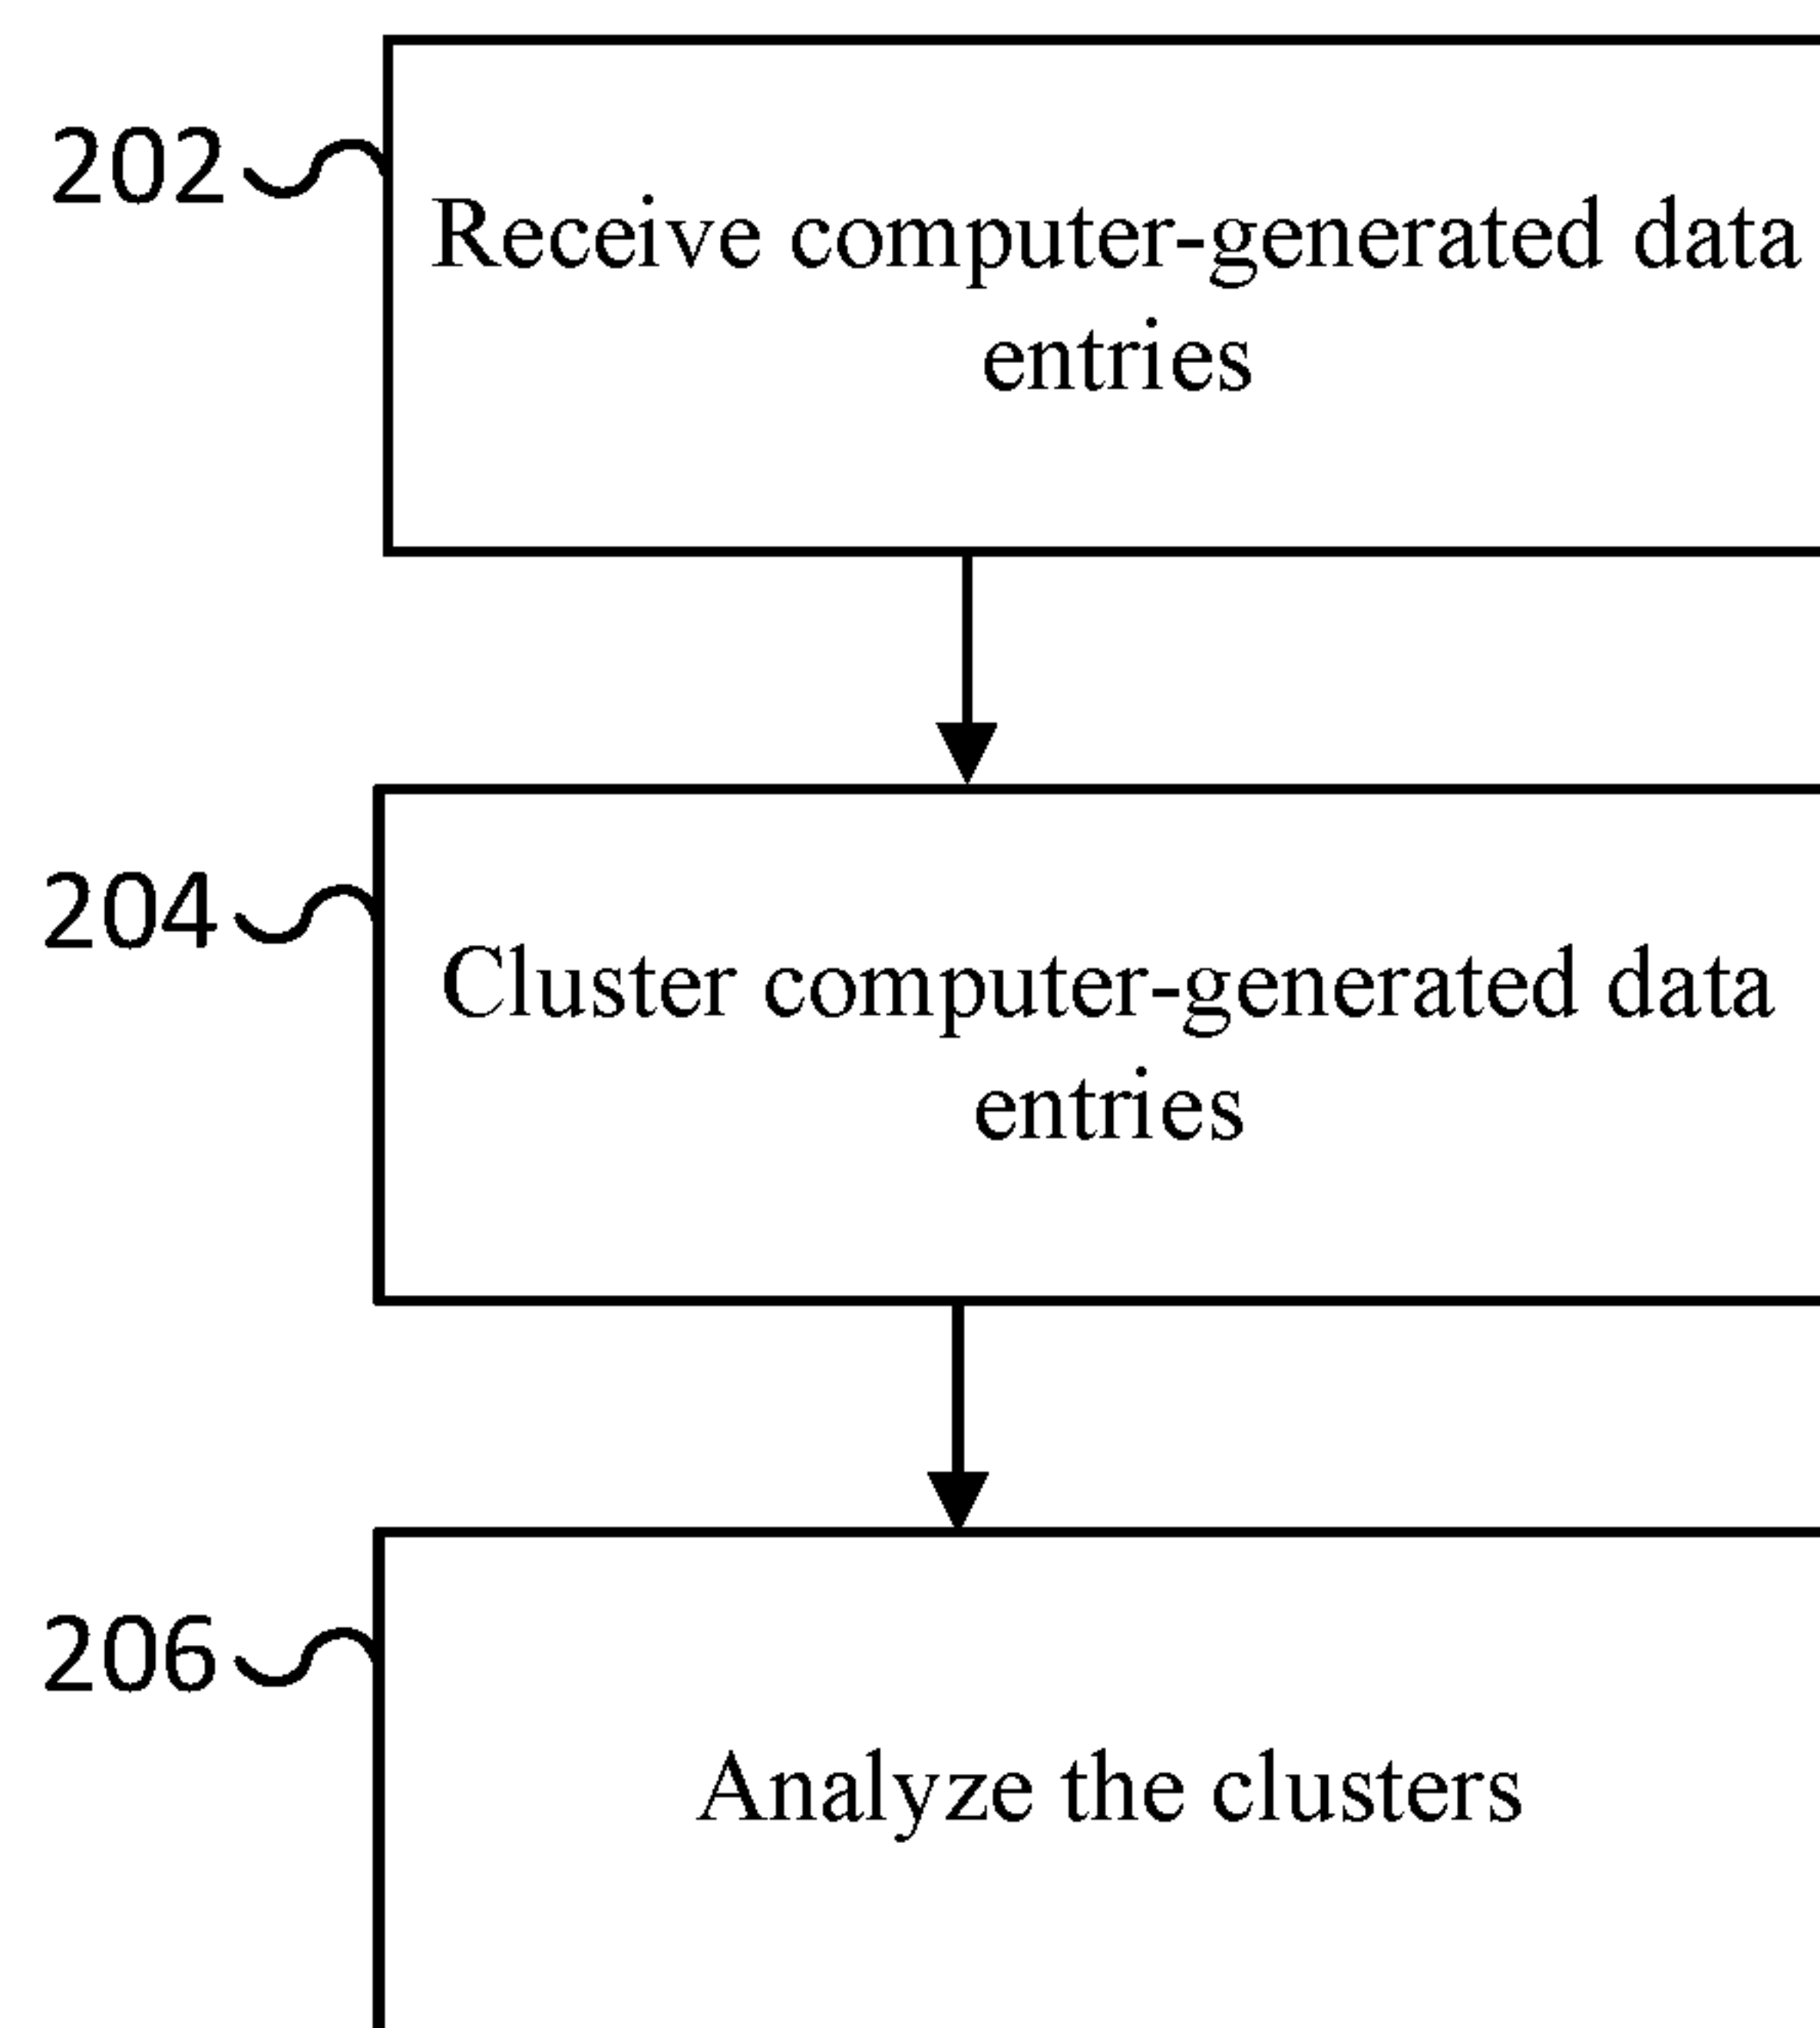 202
Receive computer-generated data
entries
204
Cluster computer-generated data
entries
206
Analyze the clusters